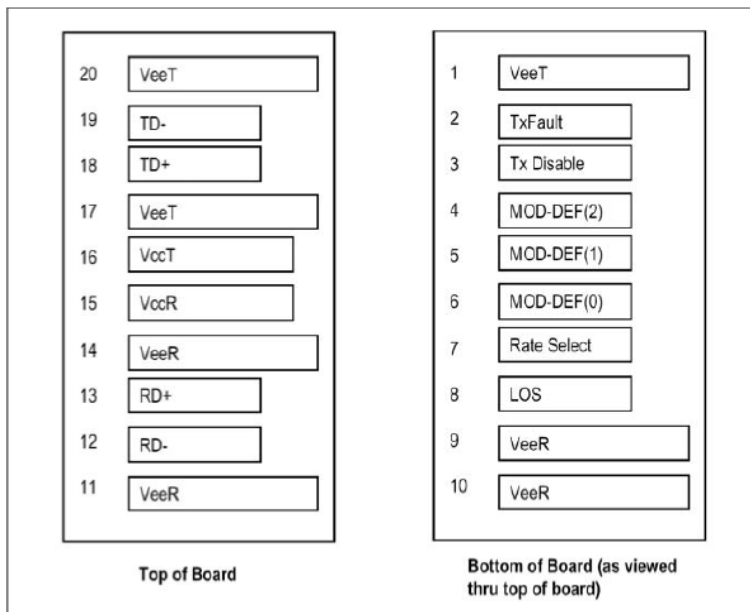 20 VeeT
19 TD-
18 TD+
17 VeeT
16 VccT
15 VccR
14 VeeR
13 RD+
12 RD-
11 VeeR
Top of Board
1 VeeT
2 TxFault
3 Tx Disable
4 MOD-DEF(2)
5 MOD-DEF(1)
6 MOD-DEF(0)
7 Rate Select
8 LOS
9 VeeR
10 VeeR
Bottom of Board (as viewed
thru top of board)